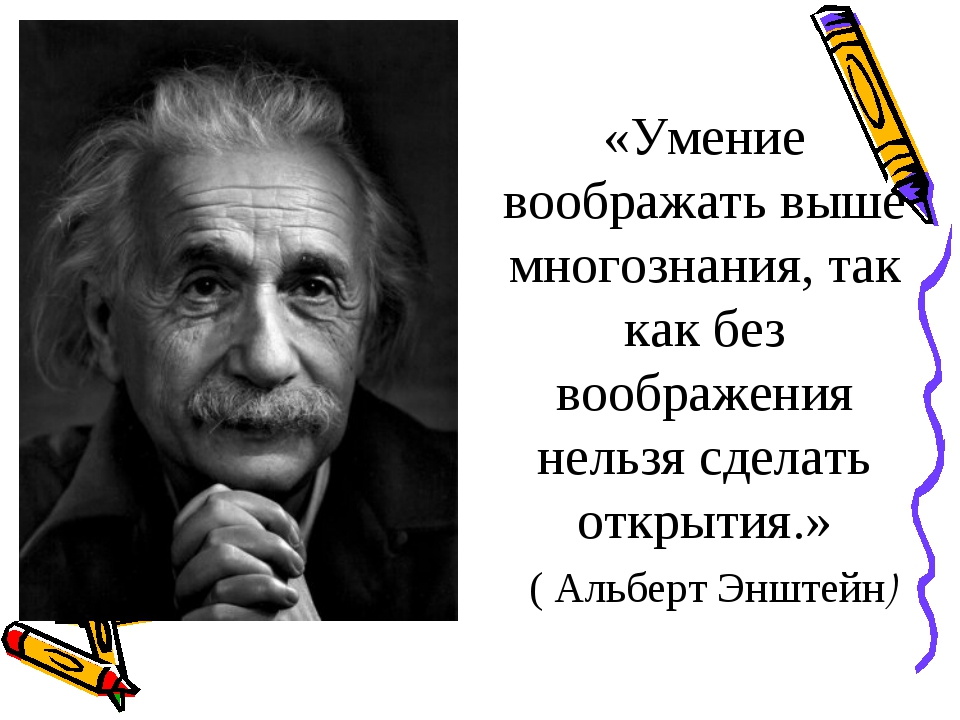 «Умение
воображать выше
многознания, так
как без
воображения
нельзя сделать
открытия.»
( Альберт Энштейн)